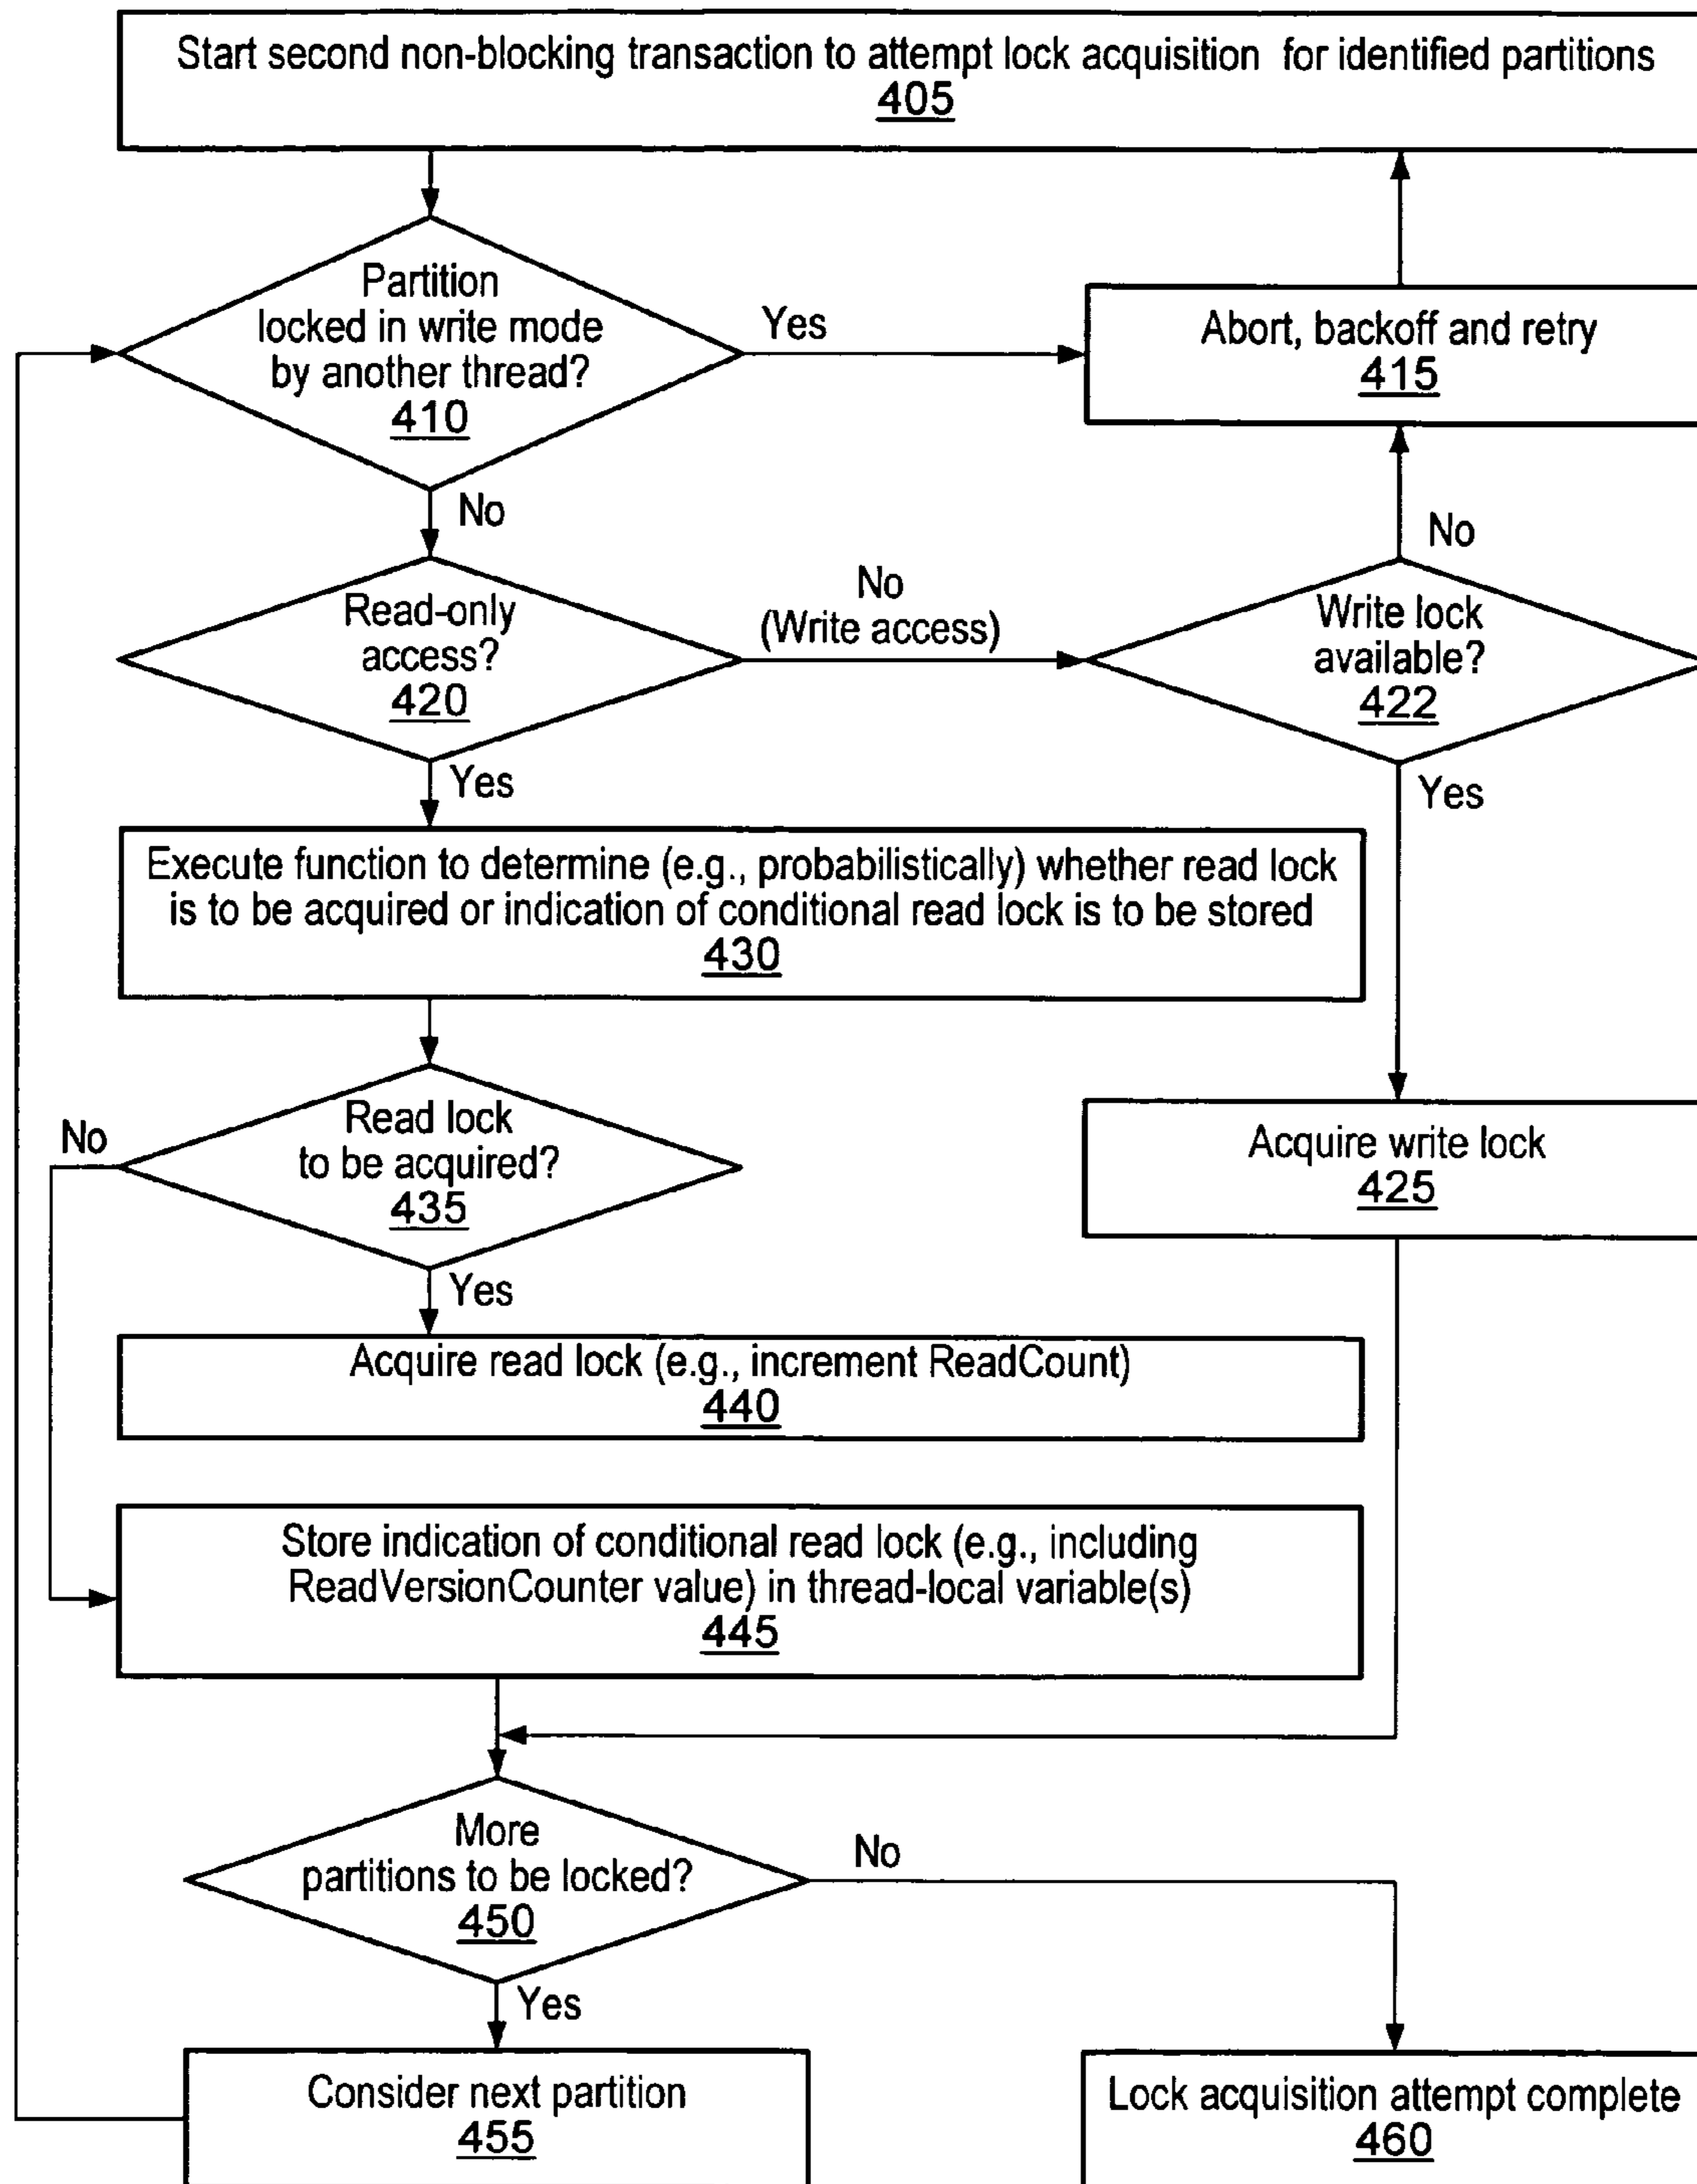 Start second non-blocking transaction to attempt lock acquisition for identified partitions
405
Partition
locked in write mode
by another thread?
410
Yes
Abort, backoff and retry
415
No
No
Read-only
access?
420
No
(Write access)
Write lock
available?
422
Yes
Yes
Execute function to determine (e.g., probabilistically) whether read lock
is to be acquired or indication of conditional read lock is to be stored
430
No
Read lock
to be acquired?
435
Acquire write lock
425
Yes
Acquire read lock (e.g., increment ReadCount)
440
Store indication of conditional read lock (e.g., including
ReadVersionCounter value) in thread-local variable(s)
445
More
partitions to be locked?
450
No
Yes
Consider next partition
455
Lock acquisition attempt complete
460